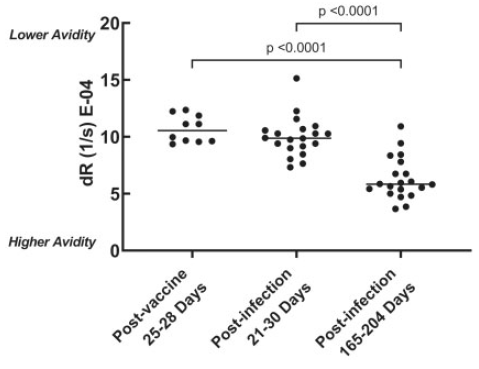 p <0.0001
p <0.0001
Lower Avidity
20
15
10
5
0
dR (1/s) E-04
Higher Avidity
Post-vaccine
25-28 Days
Post-infection
21-30 Days
Post-infection
165-204 Days